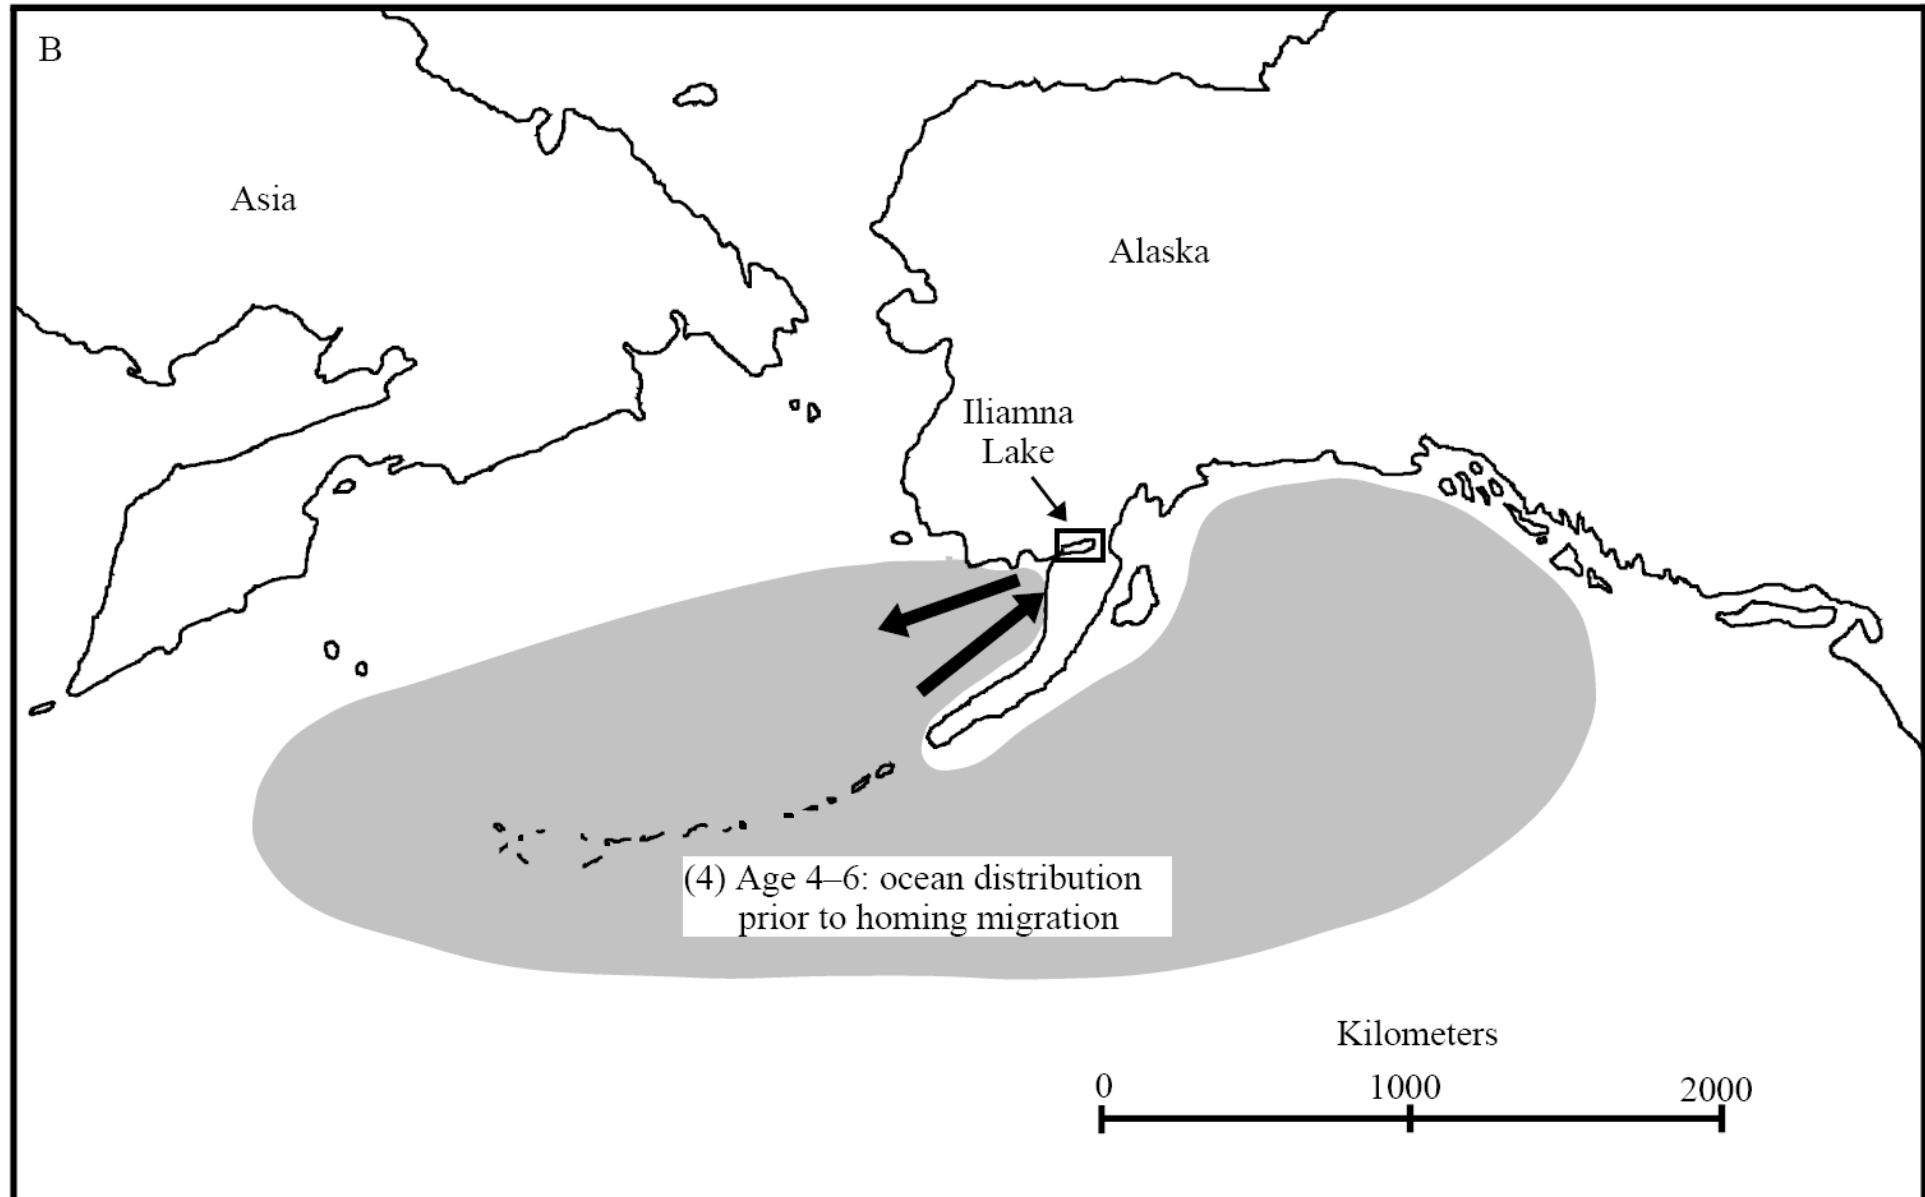 B
Asia
Alaska
Iliamna
Lake
(4) Age 4–6: ocean distribution
prior to homing migration
Kilometers
0 1000 2000